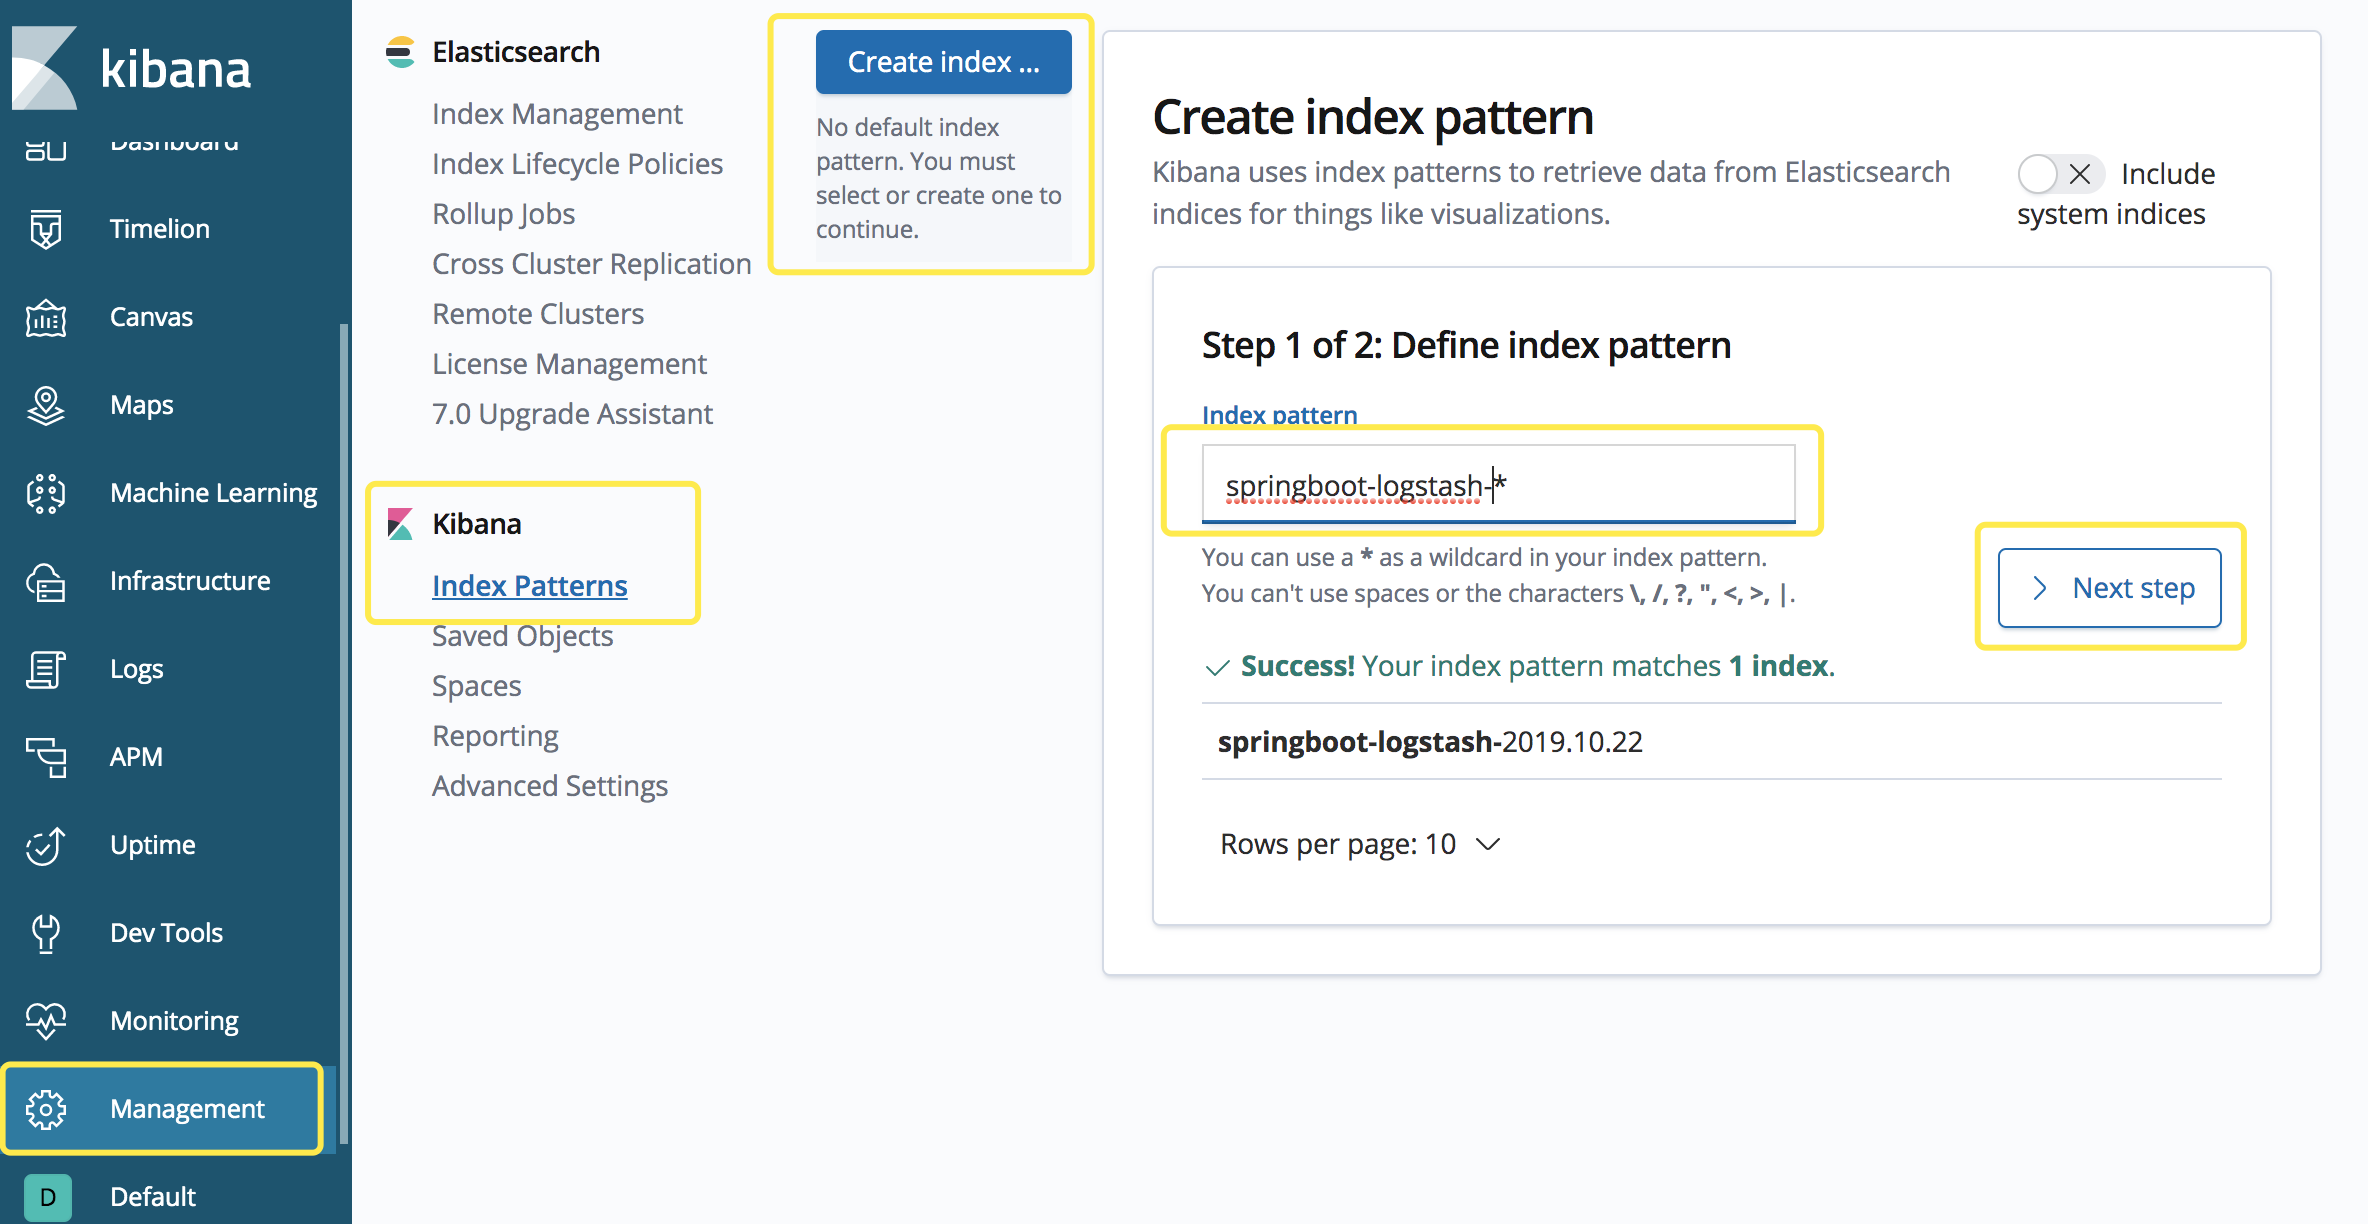 kibana
Dashboard
Timelion
Canvas
Maps
Machine Learning
Infrastructure
Logs
APM
Uptime
Dev Tools
Monitoring
Management
D Default
Elasticsearch
Index Management
Index Lifecycle Policies
Rollup Jobs
Cross Cluster Replication
Remote Clusters
License Management
7.0 Upgrade Assistant
Kibana
Index Patterns
Saved Objects
Spaces
Reporting
Advanced Settings
Create index ...
No default index
pattern. You must
select or create one to
continue.
Create index pattern
Kibana uses index patterns to retrieve data from Elasticsearch
indices for things like visualizations.
Include
system indices
Step 1 of 2: Define index pattern
Index pattern
springboot-logstash-*
You can use a * as a wildcard in your index pattern.
You can't use spaces or the characters \, /, ?, ", <, >, |.
Next step
Success! Your index pattern matches 1 index.
springboot-logstash-2019.10.22
Rows per page: 10